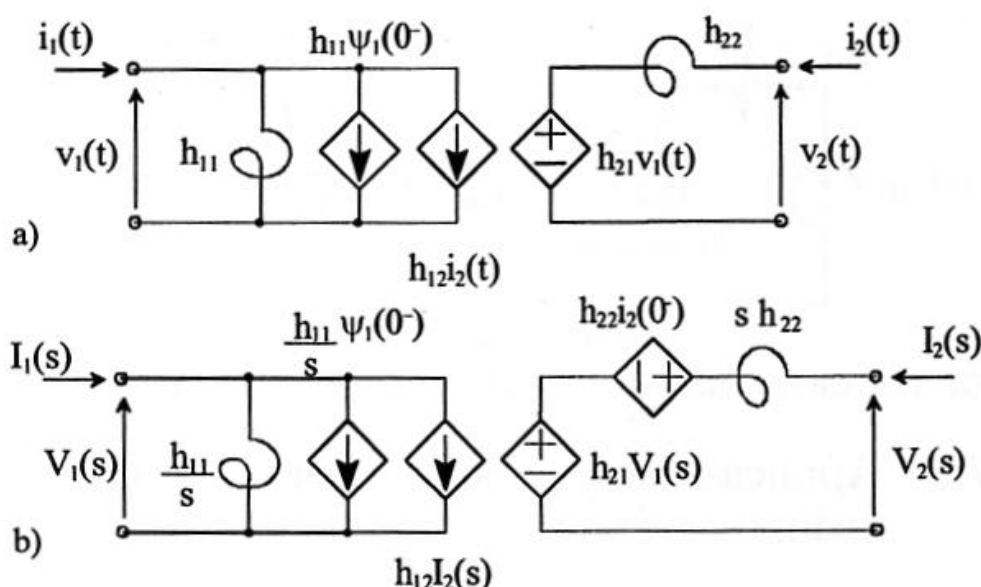 i₁(t) h₁₁ψ₁(0⁻) h₂₂ i₂(t)
v₁(t) h₁₁ + − h₂₁v₁(t) v₂(t)
a)
h₁₂i₂(t)
I₁(s) h₁₁/s ψ₁(0⁻) h₂₂i₂(0⁻) s h₂₂ I₂(s)
− +
V₁(s) h₁₁/s + − h₂₁V₁(s) V₂(s)
b)
h₁₂I₂(s)